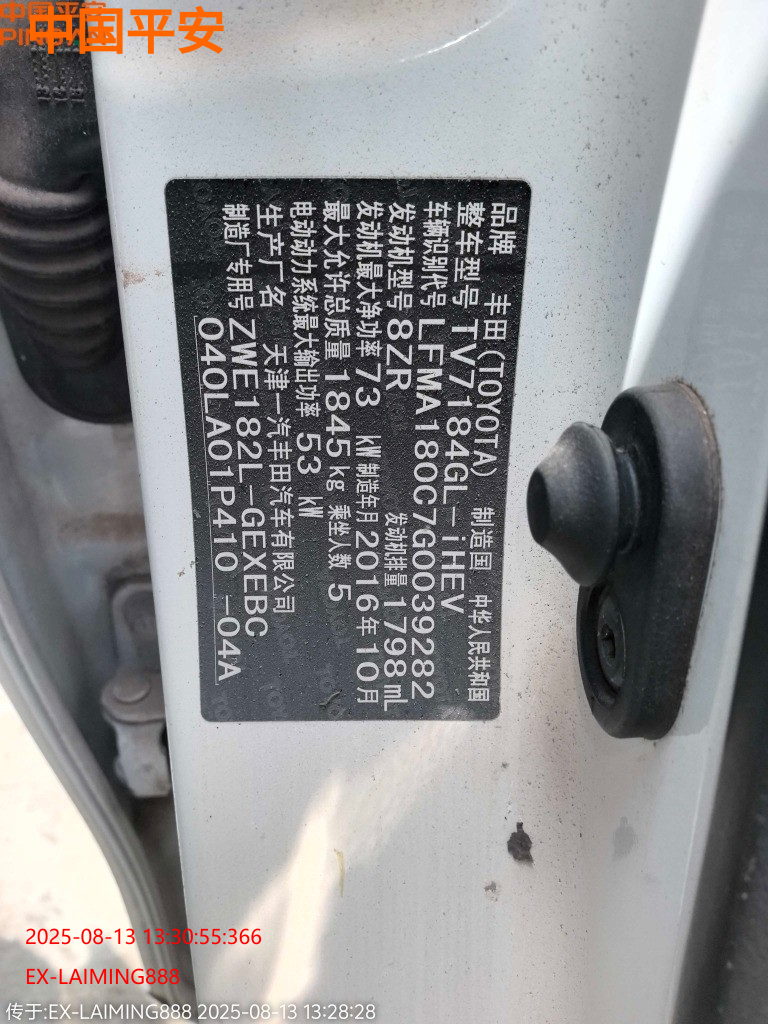 中国平安
中国平安
品牌 丰田(TOYOTA) 制造国 中华人民共和国
整车型号 TV7184GL-iHEV
车辆识别代号 LFMA180C7G0039282
发动机型号 8ZR 发动机排量 1798 mL
发动机最大净功率 73 kW 制造年月 2016年10月
最大允许总质量 1845 kg 乘坐人数 5
电动动力系统最大输出功率 53 kW
生产厂名 天津一汽丰田汽车有限公司
制造厂专用号 ZWE182L-GEXEBC
040LA01P410 -04A
2025-08-13 13:30:55:366
EX-LAIMING888
传于:EX-LAIMING888 2025-08-13 13:28:28